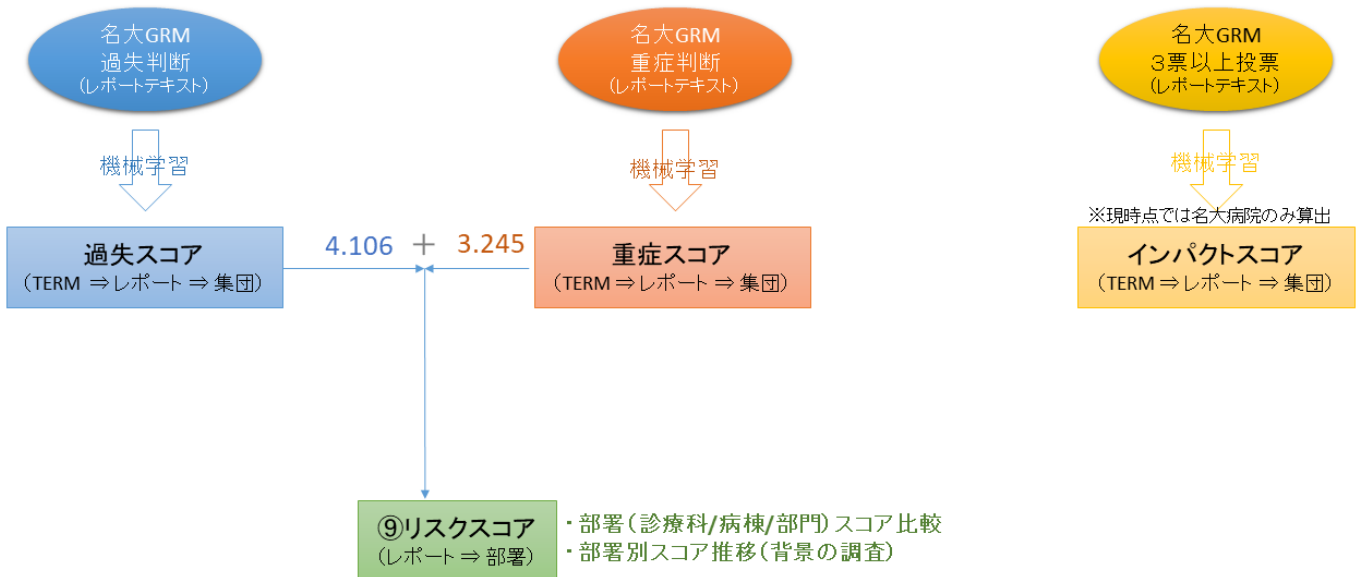 名大GRM
過失判断
(レポートテキスト)
名大GRM
重症判断
(レポートテキスト)
名大GRM
３票以上投票
(レポートテキスト)
機械学習
機械学習
機械学習
※現時点では名大病院のみ算出
過失スコア
(TERM ⇒レポート ⇒ 集団)
4.106 + 3.245
重症スコア
(TERM ⇒レポート ⇒ 集団)
インパクトスコア
(TERM ⇒レポート ⇒ 集団)
⑨リスクスコア
(レポート ⇒ 部署)
・部署(診療科/病棟/部門)スコア比較
・部署別スコア推移(背景の調査)